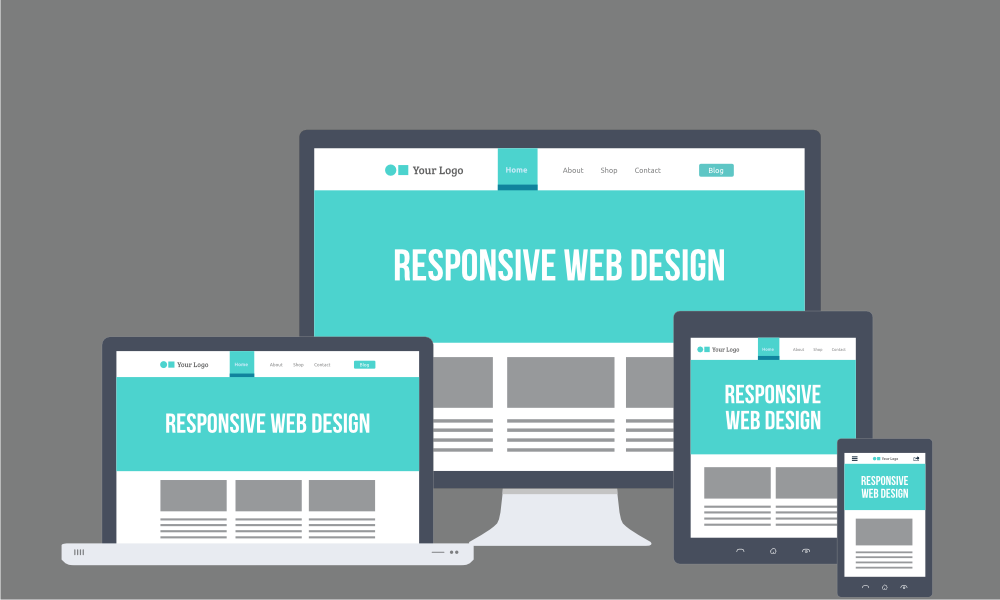 Your Logo Home About Shop Contact Blog
RESPONSIVE WEB DESIGN
Your Logo Home About Shop Contact Blog
RESPONSIVE WEB DESIGN
Your Logo Home About Shop Contact
RESPONSIVE
WEB DESIGN
Your Logo
RESPONSIVE
WEB DESIGN